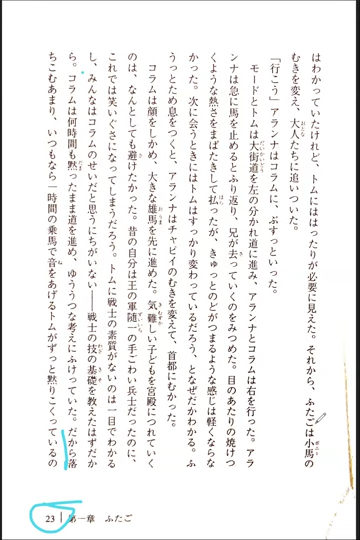 はわかっていたけれど、トムにははったりが必要に見えた。それから、ふたごは小馬の
むきを変え、大人たちに追いついた。
「行こう」アランナはコラムに、ぶすっといった。
モードとトムは大街道を左の分かれ道に進み、アランナとコラムは右を行った。アラ
ンナは急に馬を止めるとふり返り、兄が去っていくのをみつめた。目のあたりの焼けつ
くような熱さをまばたきして払ったが、きゅっとのどがつまるような感じは軽くならな
かった。次に会うときにはトムはすっかり変わっているだろう、となぜだかわかる。ふ
うっとため息をつくと、アランナはチャビイのむきを変えて、首都にむかった。
コラムは顔をしかめ、大きな雄馬を先に進めた。気難しい子どもを宮殿につれていく
のは、なんとしても避けたかった。昔の自分は王の軍随一の手ごわい兵士だったのに、
これでは笑いぐさになってしまうだろう。トムに戦士の素質がないのは一目でわかる
し、みんなはコラムのせいだと思うにちがいない――戦士の技の基礎を教えたはずだか
ら。コラムは何時間も黙ったまま道を進め、ゆううつな考えにふけっていた。だから落
ちこむあまり、いつもなら一時間の乗馬で音をあげるトムがずっと黙りこくっているの
23 第一章 ふたご